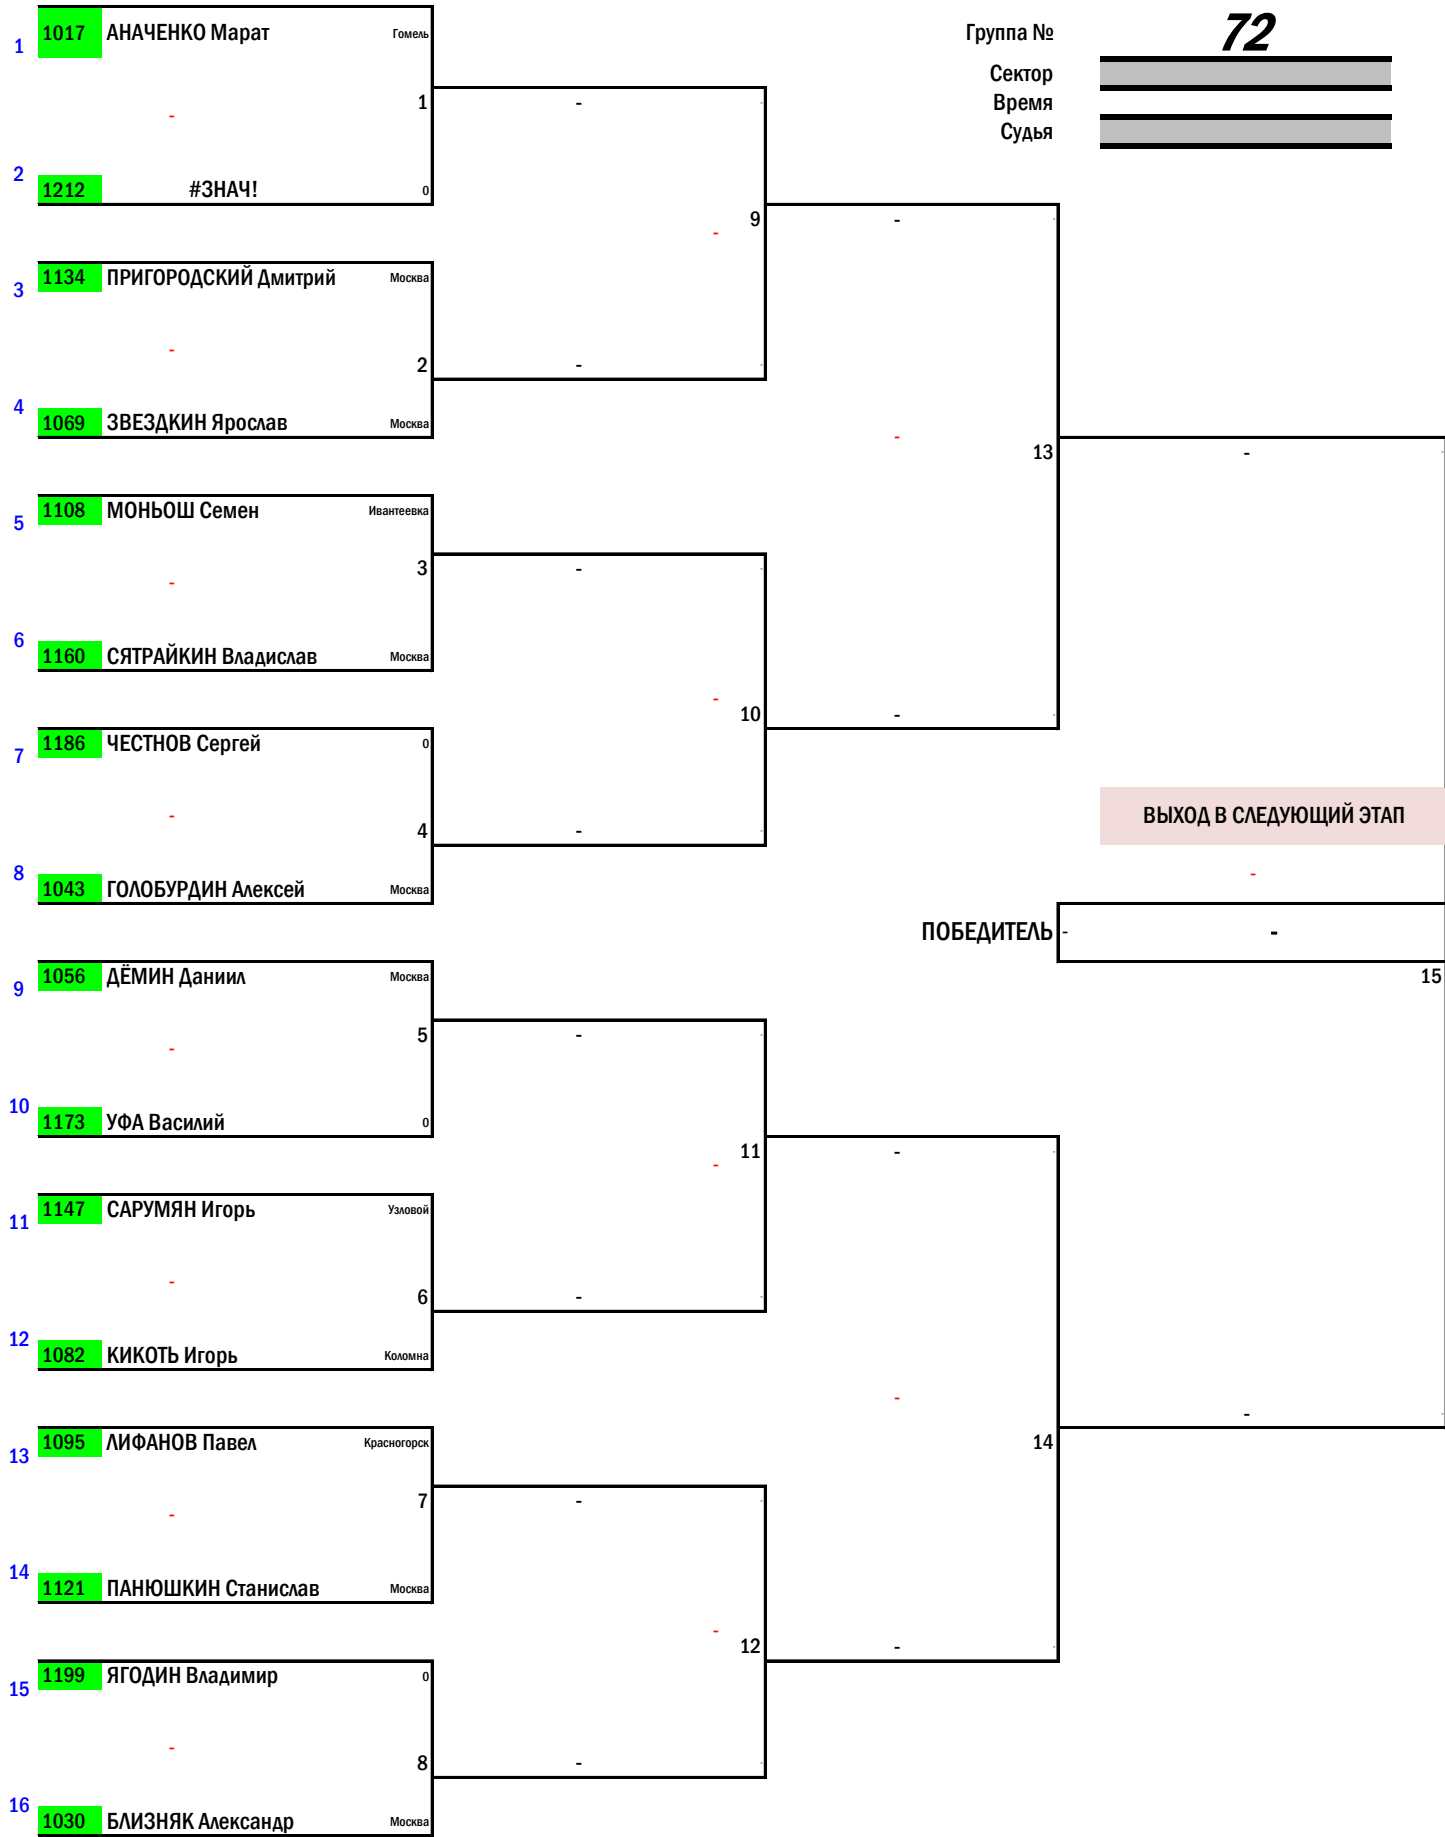 1 1017 АНАЧЕНКО Марат Гомель
Группа № 72
Сектор
Время
Судья
- 1 -
2 1212 #ЗНАЧ! 0
- 9 -
3 1134 ПРИГОРОДСКИЙ Дмитрий Москва
- 2 -
4 1069 ЗВЕЗДКИН Ярослав Москва
- 13 -
5 1108 МОНЬОШ Семен Ивантеевка
- 3 -
6 1160 СЯТРАЙКИН Владислав Москва
- 10 -
7 1186 ЧЕСТНОВ Сергей 0
- 4 -
ВЫХОД В СЛЕДУЮЩИЙ ЭТАП
-
8 1043 ГОЛОБУРДИН Алексей Москва
ПОБЕДИТЕЛЬ - -
15
9 1056 ДЁМИН Даниил Москва
- 5 -
10 1173 УФА Василий 0
- 11 -
11 1147 САРУМЯН Игорь Узловой
- 6 -
12 1082 КИКОТЬ Игорь Коломна
- 14 -
13 1095 ЛИФАНОВ Павел Красногорск
- 7 -
14 1121 ПАНЮШКИН Станислав Москва
- 12 -
15 1199 ЯГОДИН Владимир 0
- 8 -
16 1030 БЛИЗНЯК Александр Москва